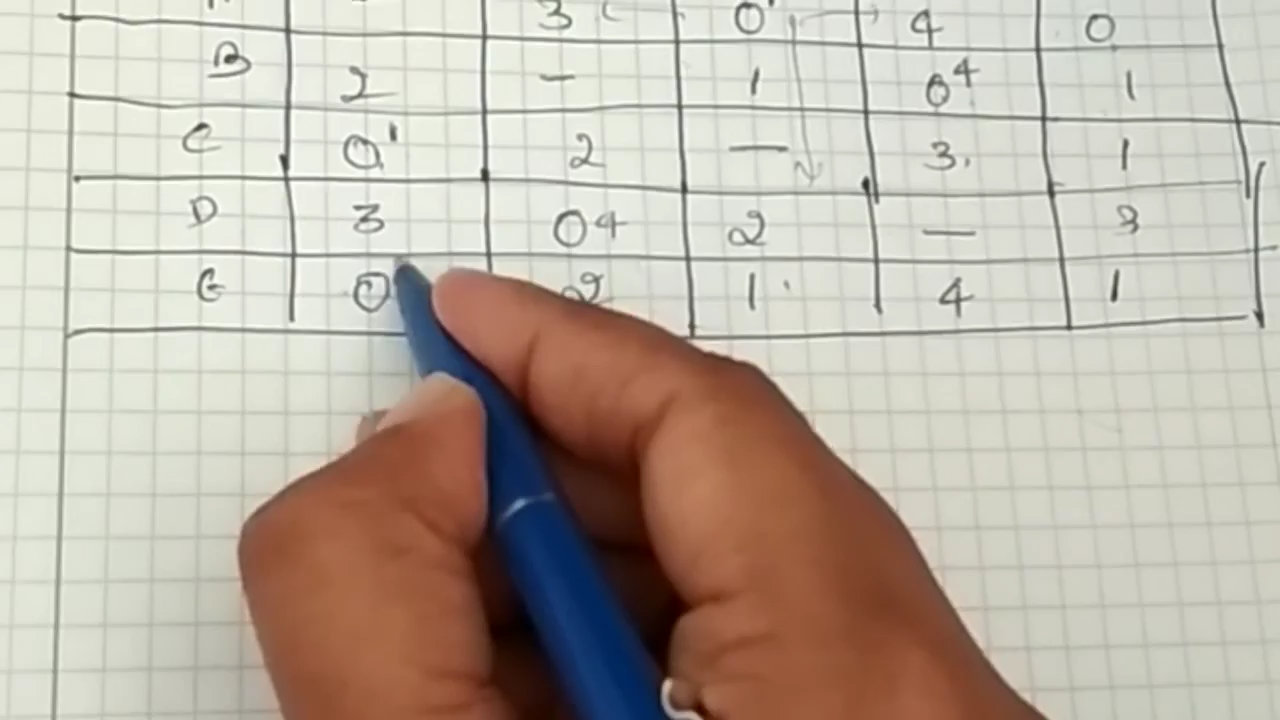 3 0 4 0
B 2 – 1 0⁴ 1
C 0¹ 2 – 3. 1
D 3 0⁴ 2 – 3
E 0 2 1 4 1